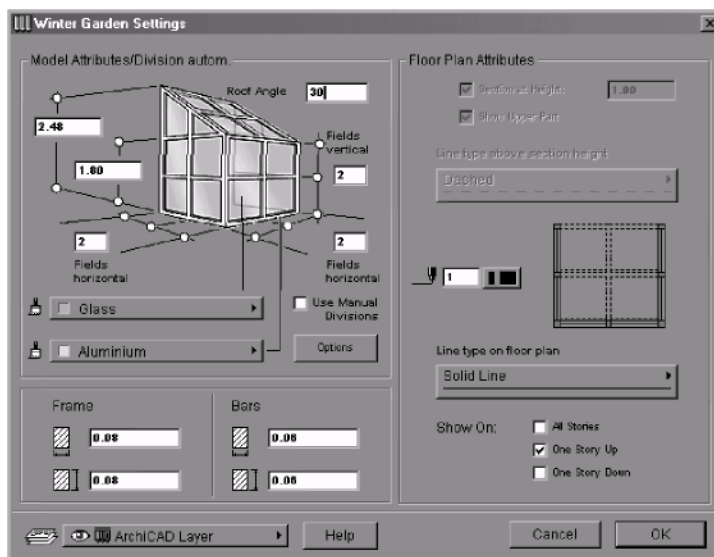 Winter Garden Settings
Model Attributes/Division autom.
Roof Angle
30
2.48
1.80
Fields
vertical
2
2
Fields
horizontal
2
Fields
horizontal
Glass
Use Manual
Divisions
Aluminium
Options
Frame
Bars
0.08
0.06
0.08
0.06
Floor Plan Attributes
Section at Height:
1.00
Show Upper Part
Line type above section height
Dashed
1
Line type on floor plan
Solid Line
Show On:
All Stories
One Story Up
One Story Down
ArchiCAD Layer
Help
Cancel
OK